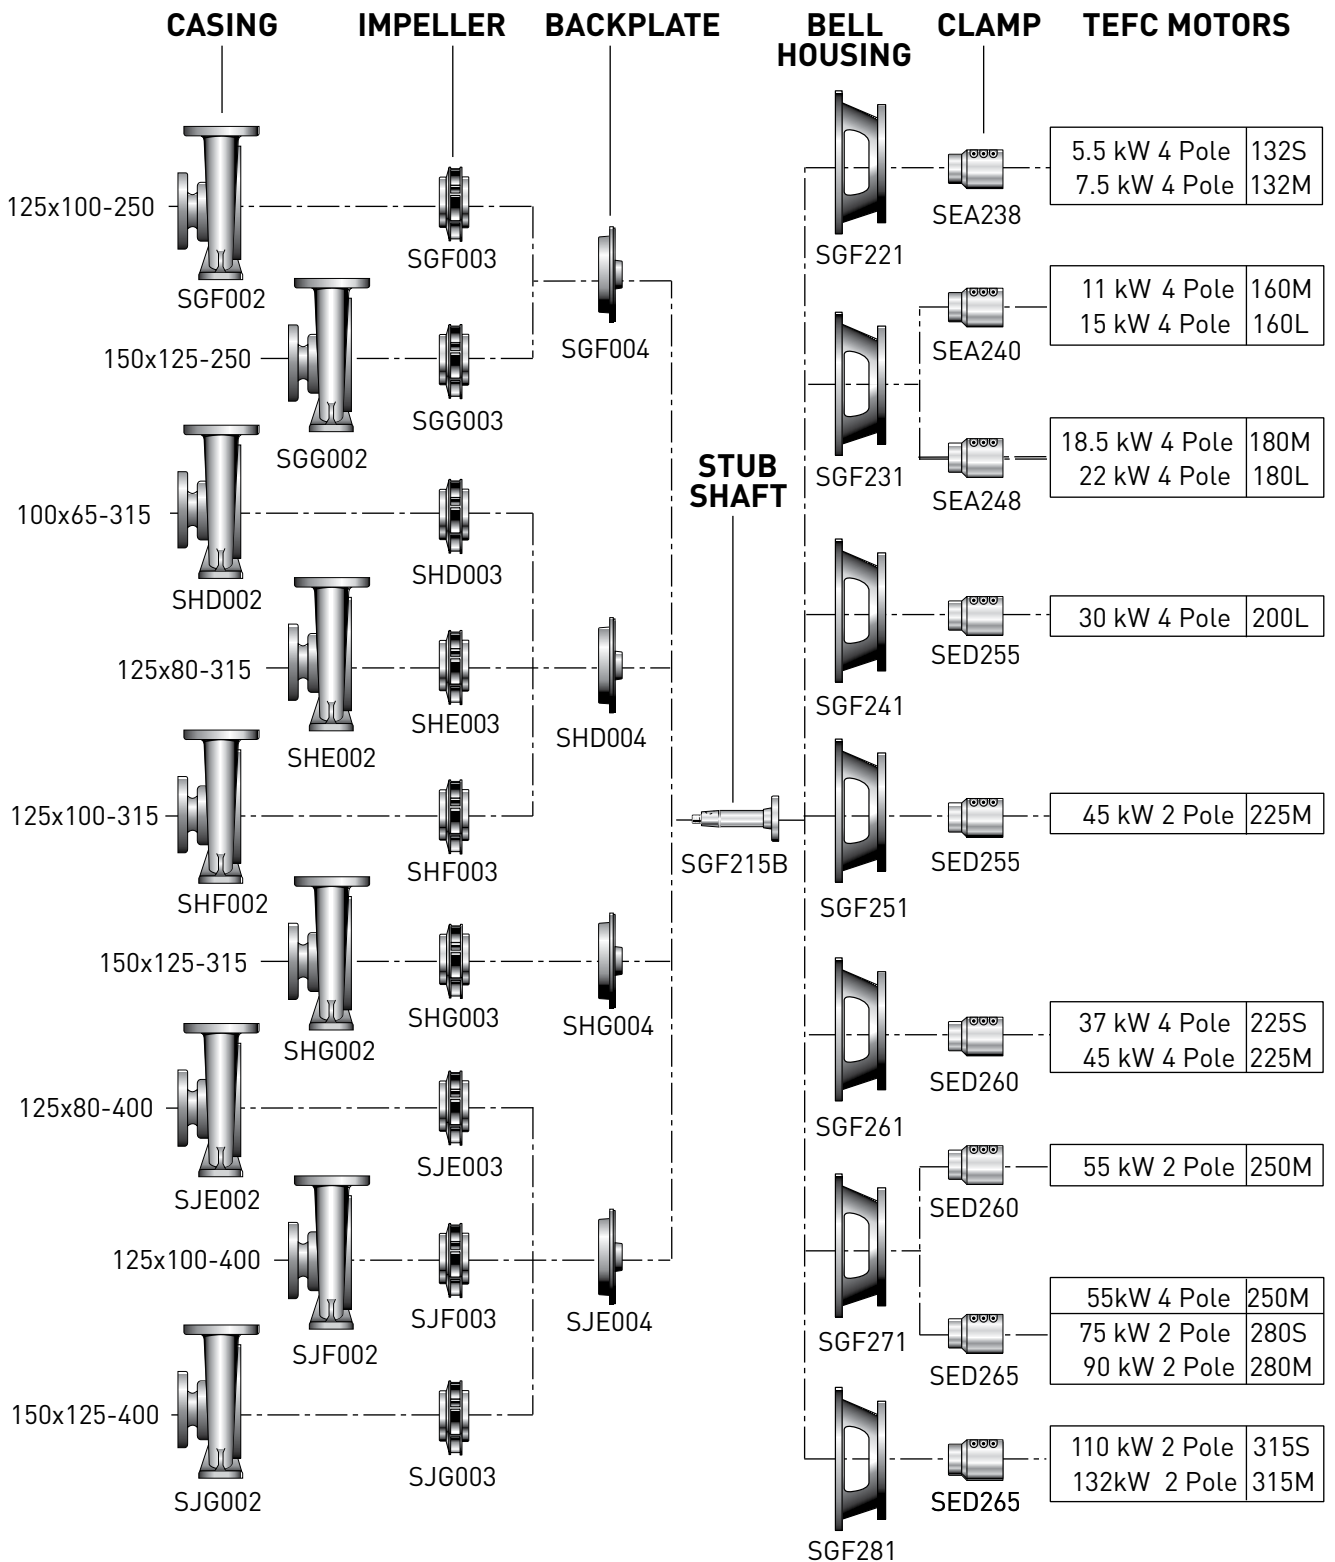 CASING
IMPELLER
BACKPLATE
BELL
HOUSING
CLAMP
TEFC MOTORS
125x100-250
SGF002
SGF003
150x125-250
SGG002
SGG003
SGF004
100x65-315
SHD002
SHD003
125x80-315
SHE002
SHE003
SHD004
125x100-315
SHF002
SHF003
150x125-315
SHG002
SHG003
SHG004
125x80-400
SJE002
SJE003
125x100-400
SJF002
SJF003
SJE004
150x125-400
SJG002
SJG003
STUB
SHAFT
SGF215B
SGF221
SEA238
5.5 kW 4 Pole 132S
7.5 kW 4 Pole 132M
SGF231
SEA240
11 kW 4 Pole 160M
15 kW 4 Pole 160L
SEA248
18.5 kW 4 Pole 180M
22 kW 4 Pole 180L
SGF241
SED255
30 kW 4 Pole 200L
SGF251
SED255
45 kW 2 Pole 225M
SGF261
SED260
37 kW 4 Pole 225S
45 kW 4 Pole 225M
SGF271
SED260
55 kW 2 Pole 250M
SED265
55kW 4 Pole 250M
75 kW 2 Pole 280S
90 kW 2 Pole 280M
SGF281
SED265
110 kW 2 Pole 315S
132kW 2 Pole 315M